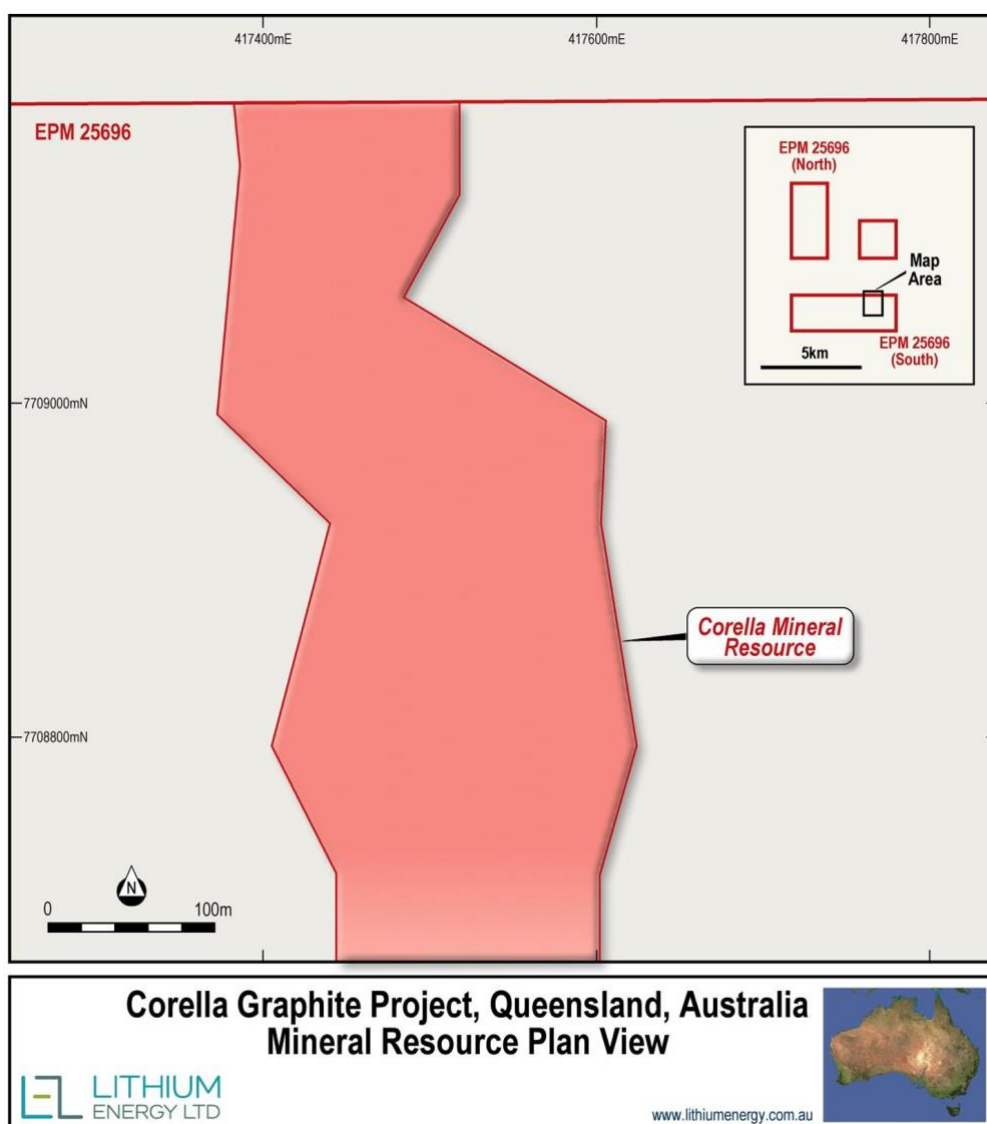 417400mE
417600mE
417800mE
EPM 25696
EPM 25696
(North)
Map
Area
EPM 25696
(South)
5km
7709000mN
Corella Mineral
Resource
7708800mN
N
0
100m
Corella Graphite Project, Queensland, Australia
Mineral Resource Plan View
LITHIUM
ENERGY LTD
www.lithiumenergy.com.au